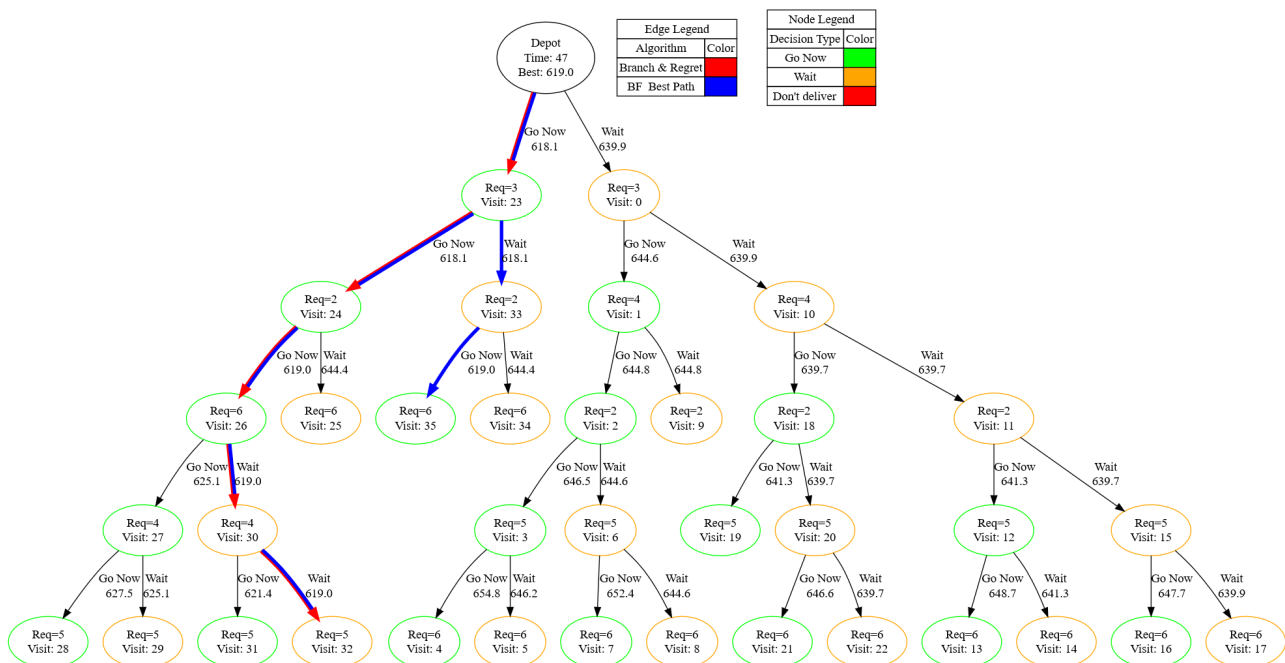 Depot
Time: 47
Best: 619.0
Edge Legend
Algorithm Color
Branch & Regret
BF Best Path
Node Legend
Decision Type Color
Go Now
Wait
Don't deliver
Go Now
618.1
Wait
639.9
Req=3
Visit: 23
Req=3
Visit: 0
Go Now
618.1
Wait
618.1
Go Now
644.6
Wait
639.9
Req=2
Visit: 24
Req=2
Visit: 33
Req=4
Visit: 1
Req=4
Visit: 10
Go Now
619.0
Wait
644.4
Go Now
619.0
Wait
644.4
Go Now
644.8
Wait
644.8
Go Now
639.7
Wait
639.7
Req=6
Visit: 26
Req=6
Visit: 25
Req=6
Visit: 35
Req=6
Visit: 34
Req=2
Visit: 2
Req=2
Visit: 9
Req=2
Visit: 18
Req=2
Visit: 11
Go Now
625.1
Wait
619.0
Go Now
646.5
Wait
644.6
Go Now
641.3
Wait
639.7
Go Now
641.3
Wait
639.7
Req=4
Visit: 27
Req=4
Visit: 30
Req=5
Visit: 3
Req=5
Visit: 6
Req=5
Visit: 19
Req=5
Visit: 20
Req=5
Visit: 12
Req=5
Visit: 15
Go Now
627.5
Wait
625.1
Go Now
621.4
Wait
619.0
Go Now
654.8
Wait
646.2
Go Now
652.4
Wait
644.6
Go Now
646.6
Wait
639.7
Go Now
648.7
Wait
641.3
Go Now
647.7
Wait
639.9
Req=5
Visit: 28
Req=5
Visit: 29
Req=5
Visit: 31
Req=5
Visit: 32
Req=6
Visit: 4
Req=6
Visit: 5
Req=6
Visit: 7
Req=6
Visit: 8
Req=6
Visit: 21
Req=6
Visit: 22
Req=6
Visit: 13
Req=6
Visit: 14
Req=6
Visit: 16
Req=6
Visit: 17